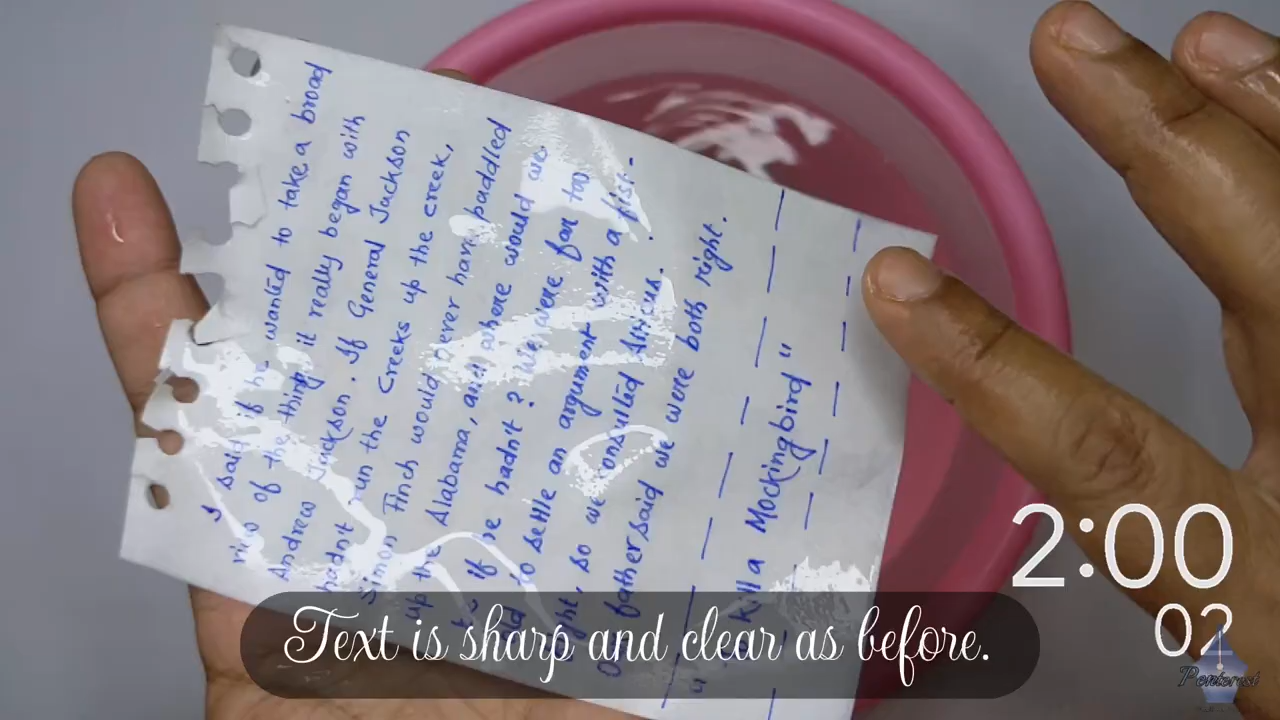 I said if he wanted to take a broad
view of the thing, it really began with
Andrew Jackson. If General Jackson
hadn't run the Creeks up the creek,
Simon Finch would never have paddled
up the Alabama, and where would we
if he hadn't? We were far too
to settle an argument with a fist-
fight, so we consulted Atticus.
Our father said we were both right.
"To kill a Mockingbird"
Text is sharp and clear as before.
2:00
02
Penterest